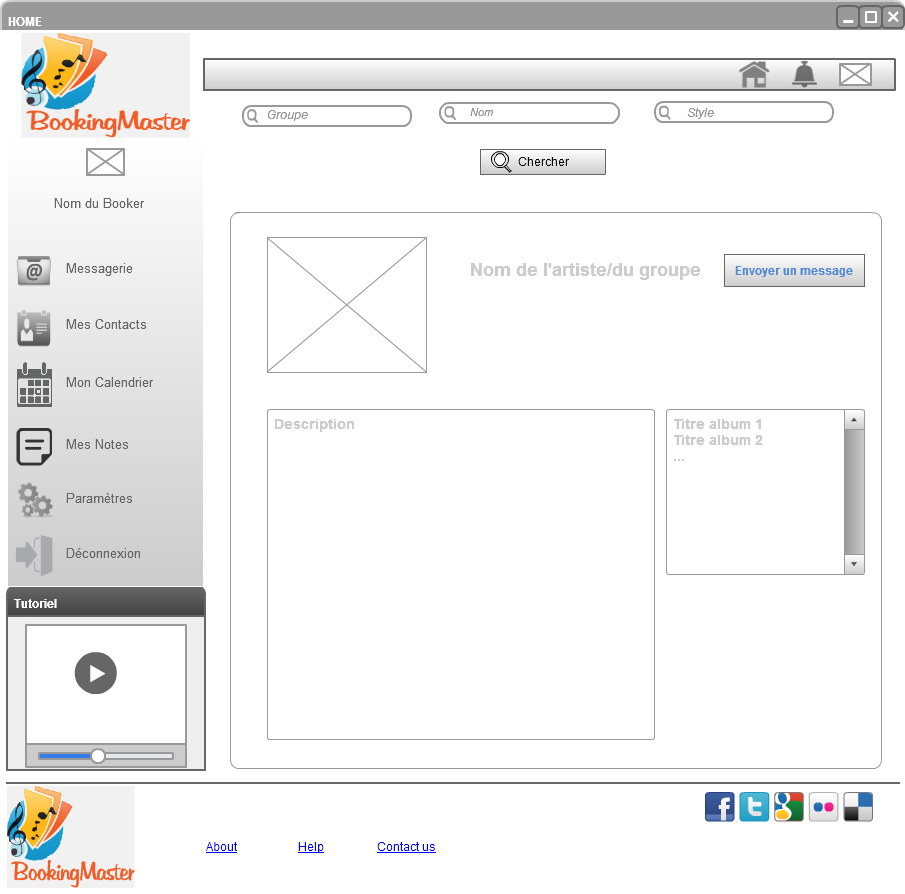 HOME
BookingMaster
Groupe
Nom
Style
Chercher
Nom du Booker
Messagerie
Mes Contacts
Mon Calendrier
Mes Notes
Paramètres
Déconnexion
Nom de l'artiste/du groupe
Envoyer un message
Description
Titre album 1
Titre album 2
...
Tutoriel
BookingMaster
About
Help
Contact us